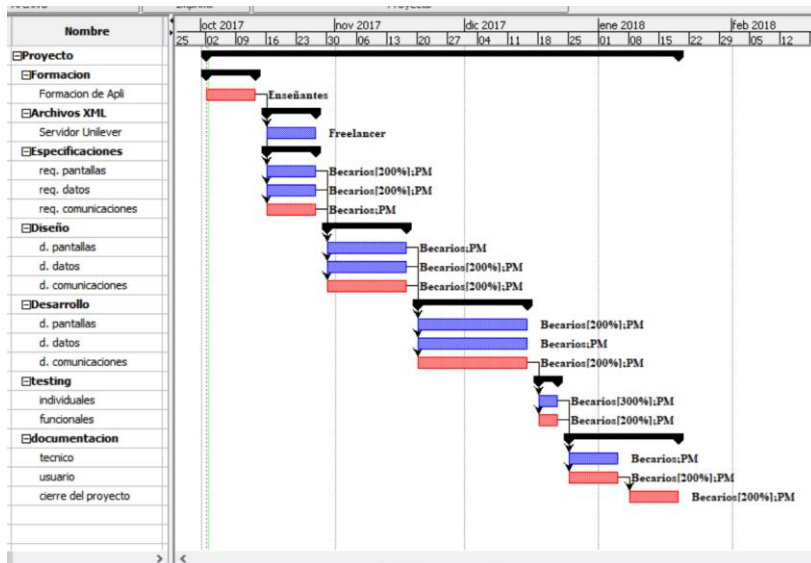 Archivo Imprimir Proyecto
Nombre
oct 2017 nov 2017 dic 2017 ene 2018 feb 2018
25 02 09 16 23 30 06 13 20 27 04 11 18 25 01 08 15 22 29 05 12
Proyecto
Formacion
Formacion de Apli Enseñantes
Archivos XML
Servidor Unilever Freelancer
Especificaciones
req. pantallas Becarios[200%];PM
req. datos Becarios[200%];PM
req. comunicaciones Becarios;PM
Diseño
d. pantallas Becarios;PM
d. datos Becarios[200%];PM
d. comunicaciones Becarios[200%];PM
Desarrollo
d. pantallas Becarios[200%];PM
d. datos Becarios;PM
d. comunicaciones Becarios[200%];PM
testing
individuales Becarios[300%];PM
funcionales Becarios[200%];PM
documentacion
tecnico Becarios;PM
usuario Becarios[200%];PM
cierre del proyecto Becarios[200%];PM